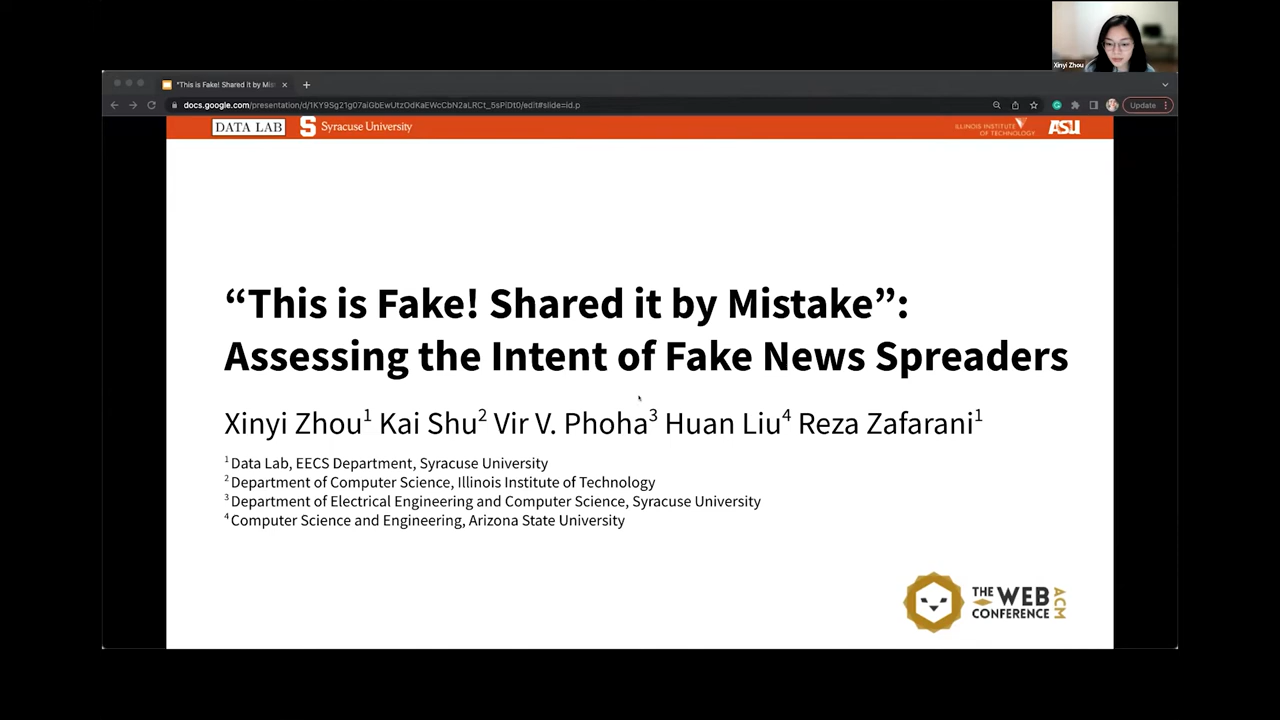 Xinyi Zhou
"This is Fake! Shared it by Mist
docs.google.com/presentation/d/1KY9Sg21g07aiGbEwUtzOdKaEWcCbN2aLRCt_5sPlDt0/edit#slide=id.p
Update
DATA LAB
S Syracuse University
ILLINOIS INSTITUTE
OF TECHNOLOGY
ASU
“This is Fake! Shared it by Mistake”:
Assessing the Intent of Fake News Spreaders
Xinyi Zhou¹ Kai Shu² Vir V. Phoha³ Huan Liu⁴ Reza Zafarani¹
¹ Data Lab, EECS Department, Syracuse University
² Department of Computer Science, Illinois Institute of Technology
³ Department of Electrical Engineering and Computer Science, Syracuse University
⁴ Computer Science and Engineering, Arizona State University
THE WEB
CONFERENCE
ACM